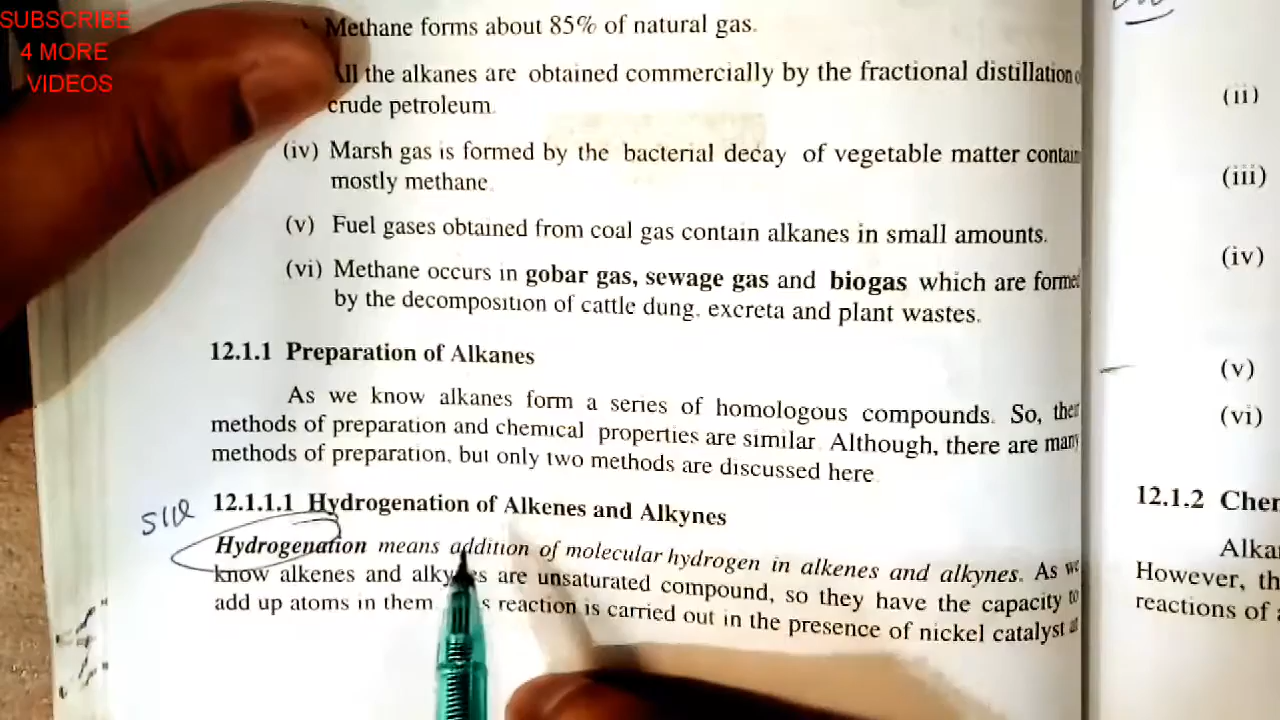 SUBSCRIBE
4 MORE
VIDEOS
Methane forms about 85% of natural gas.
All the alkanes are obtained commercially by the fractional distillation
crude petroleum.
(iv) Marsh gas is formed by the bacterial decay of vegetable matter contain
mostly methane.
(v) Fuel gases obtained from coal gas contain alkanes in small amounts.
(vi) Methane occurs in gobar gas, sewage gas and biogas which are formed
by the decomposition of cattle dung, excreta and plant wastes.
12.1.1 Preparation of Alkanes
As we know alkanes form a series of homologous compounds. So, their
methods of preparation and chemical properties are similar. Although, there are many
methods of preparation, but only two methods are discussed here.
12.1.1.1 Hydrogenation of Alkenes and Alkynes
Hydrogenation means addition of molecular hydrogen in alkenes and alkynes. As we
know alkenes and alkynes are unsaturated compound, so they have the capacity to
add up atoms in them. reaction is carried out in the presence of nickel catalyst
(ii)
(iii)
(iv)
(v)
(vi)
12.1.2 Chem
Alka
However, th
reactions of